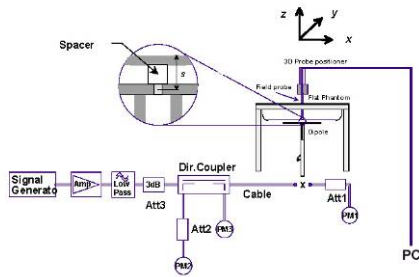 z
y
x
Spacer
s
3D Probe positioner
Field probe
Flat Phantom
Dipole
Signal
Generato
Amp
Low
Pass
3dB
Att3
Dir.Coupler
Cable
x
Att1
PM1
Att2
PM3
PM2
PC